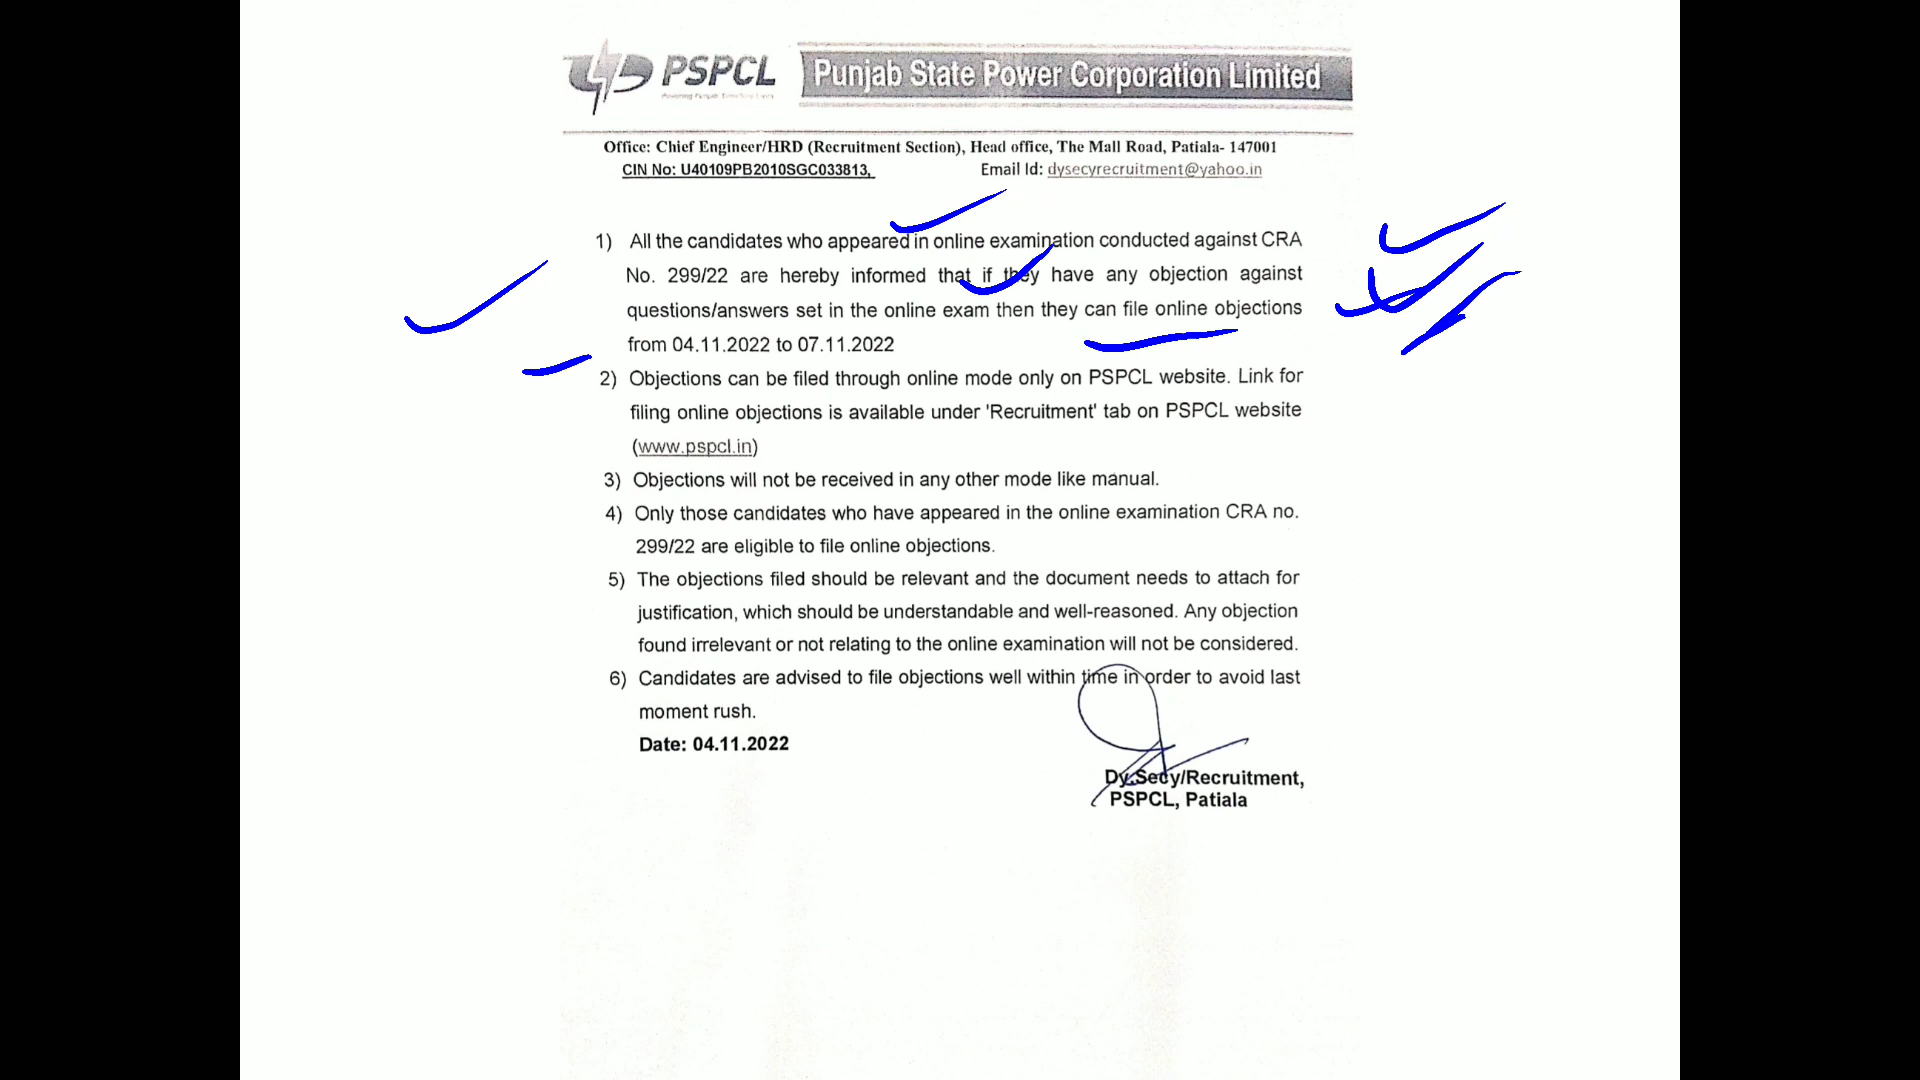 PSPCL
Punjab State Power Corporation Limited
Office: Chief Engineer/HRD (Recruitment Section), Head office, The Mall Road, Patiala- 147001
CIN No: U40109PB2010SGC033813, Email Id: dysecyrecruitment@yahoo.in
1) All the candidates who appeared in online examination conducted against CRA
No. 299/22 are hereby informed that if they have any objection against
questions/answers set in the online exam then they can file online objections
from 04.11.2022 to 07.11.2022
2) Objections can be filed through online mode only on PSPCL website. Link for
filing online objections is available under 'Recruitment' tab on PSPCL website
(www.pspcl.in)
3) Objections will not be received in any other mode like manual.
4) Only those candidates who have appeared in the online examination CRA no.
299/22 are eligible to file online objections.
5) The objections filed should be relevant and the document needs to attach for
justification, which should be understandable and well-reasoned. Any objection
found irrelevant or not relating to the online examination will not be considered.
6) Candidates are advised to file objections well within time in order to avoid last
moment rush.
Date: 04.11.2022
Dy.Secy/Recruitment,
PSPCL, Patiala